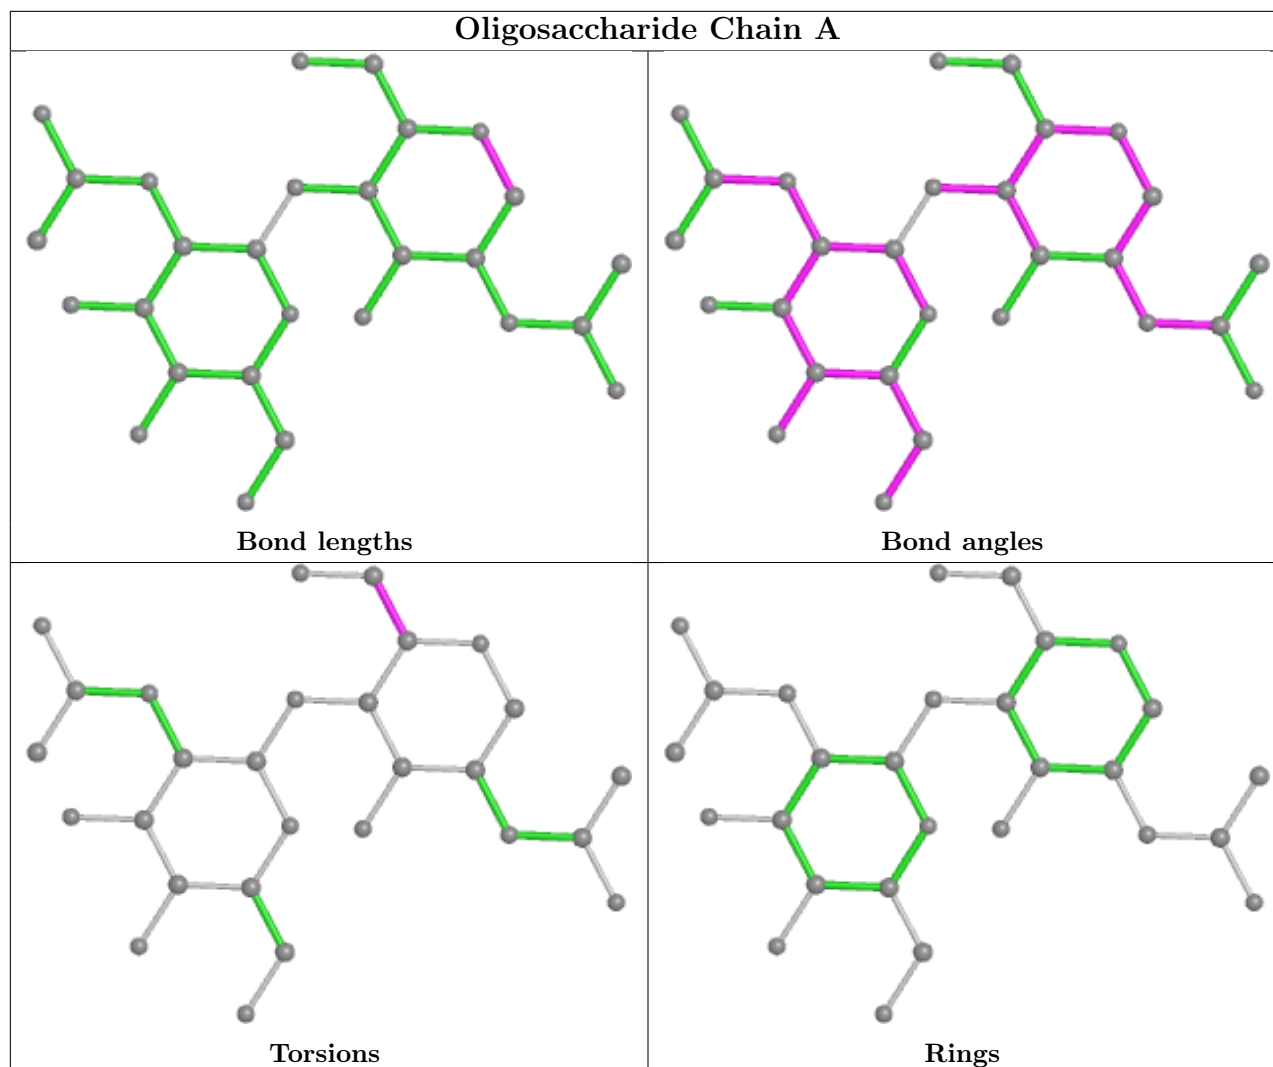 Oligosaccharide Chain A
Bond lengths
Bond angles
Torsions
Rings